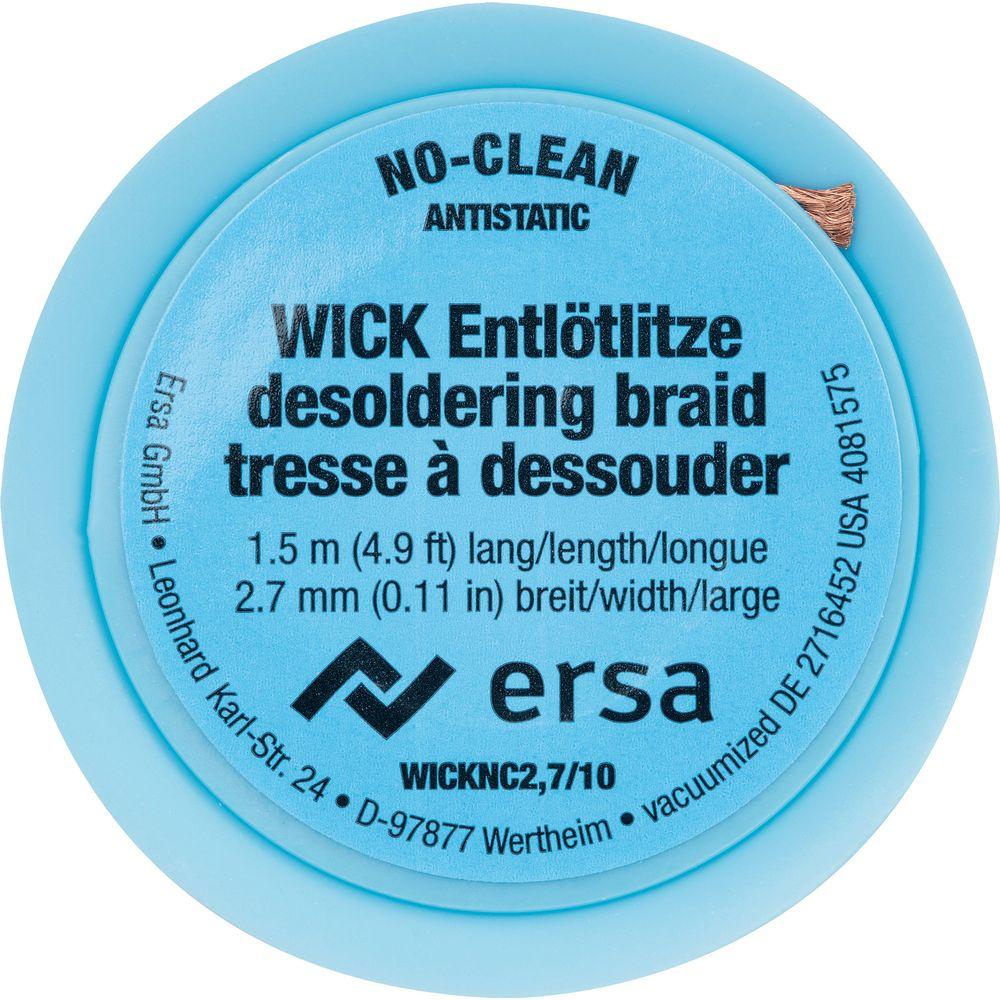 NO-CLEAN
ANTISTATIC
WICK Entlötlitze
desoldering braid
tresse à dessouder
1.5 m (4.9 ft) lang/length/longue
2.7 mm (0.11 in) breit/width/large
ersa
WICKNC2,7/10
Ersa GmbH • Leonhard Karl-Str. 24 • D-97877 Wertheim • vacuumized DE 2716452 USA 4081575